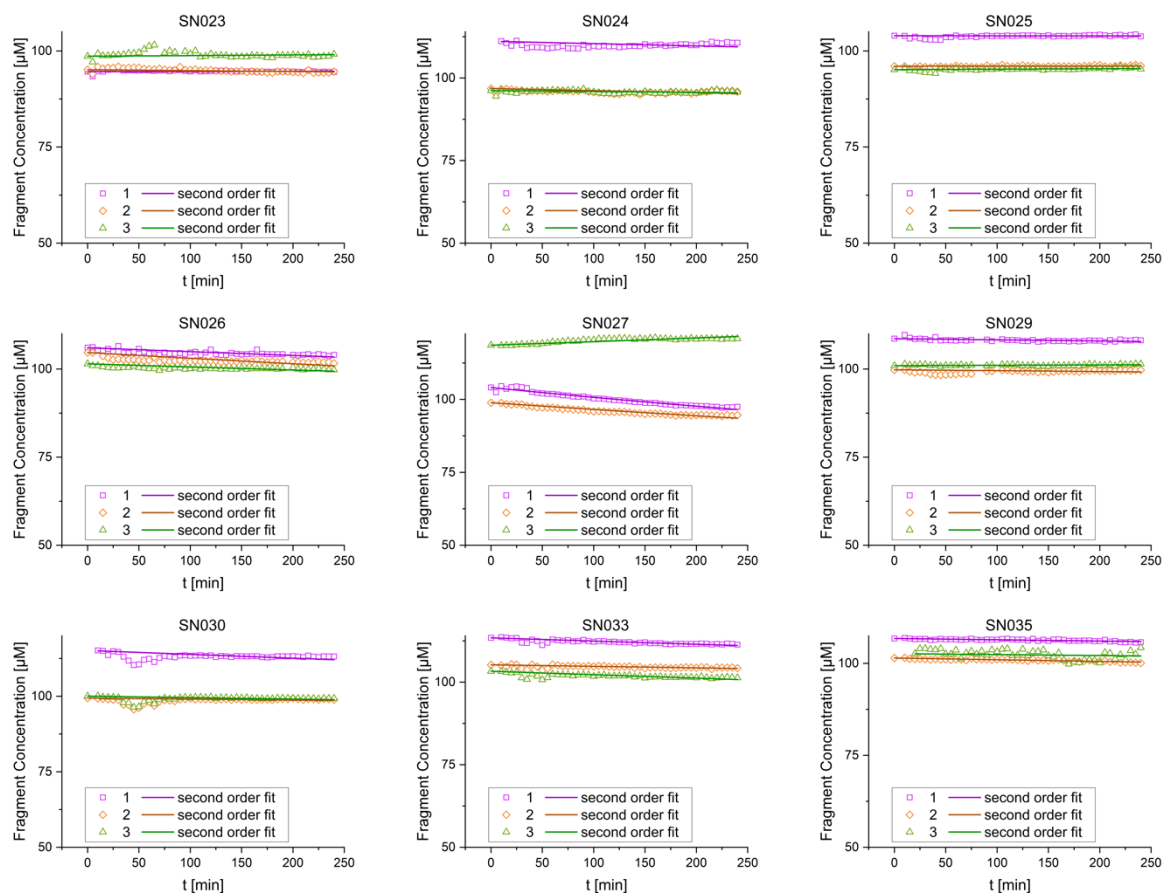 SN023
Fragment Concentration [µM]
100
75
50
1 second order fit
2 second order fit
3 second order fit
0 50 100 150 200 250
t [min]
SN024
Fragment Concentration [µM]
100
75
50
1 second order fit
2 second order fit
3 second order fit
0 50 100 150 200 250
t [min]
SN025
Fragment Concentration [µM]
100
75
50
1 second order fit
2 second order fit
3 second order fit
0 50 100 150 200 250
t [min]
SN026
Fragment Concentration [µM]
100
75
50
1 second order fit
2 second order fit
3 second order fit
0 50 100 150 200 250
t [min]
SN027
Fragment Concentration [µM]
100
75
50
1 second order fit
2 second order fit
3 second order fit
0 50 100 150 200 250
t [min]
SN029
Fragment Concentration [µM]
100
75
50
1 second order fit
2 second order fit
3 second order fit
0 50 100 150 200 250
t [min]
SN030
Fragment Concentration [µM]
100
75
50
1 second order fit
2 second order fit
3 second order fit
0 50 100 150 200 250
t [min]
SN033
Fragment Concentration [µM]
100
75
50
1 second order fit
2 second order fit
3 second order fit
0 50 100 150 200 250
t [min]
SN035
Fragment Concentration [µM]
100
75
50
1 second order fit
2 second order fit
3 second order fit
0 50 100 150 200 250
t [min]